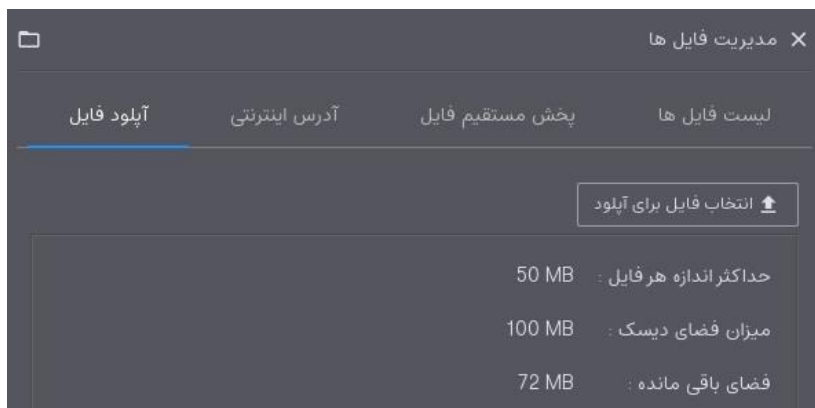 مدیریت فایل ها
لیست فایل ها پخش مستقیم فایل آدرس اینترنتی آپلود فایل
انتخاب فایل برای آپلود
حداکثر اندازه هر فایل : 50 MB
میزان فضای دیسک : 100 MB
فضای باقی مانده : 72 MB